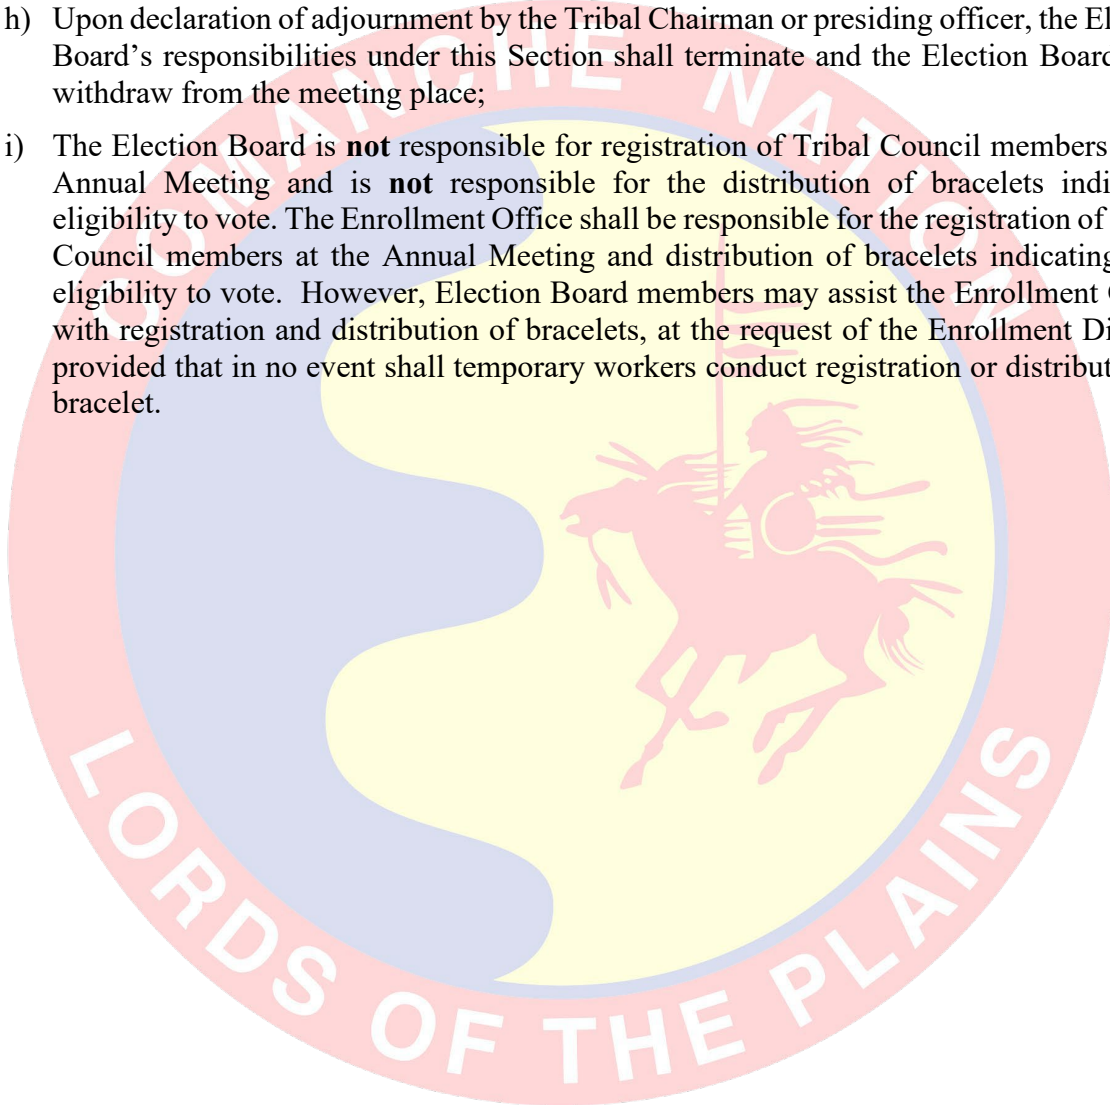 h) Upon declaration of adjournment by the Tribal Chairman or presiding officer, the
Board’s responsibilities under this Section shall terminate and the Election Board
withdraw from the meeting place;
i) The Election Board is not responsible for registration of Tribal Council members
Annual Meeting and is not responsible for the distribution of bracelets
eligibility to vote. The Enrollment Office shall be responsible for the registration of
Council members at the Annual Meeting and distribution of bracelets indicating
eligibility to vote. However, Election Board members may assist the Enrollment
with registration and distribution of bracelets, at the request of the Enrollment
provided that in no event shall temporary workers conduct registration or
bracelet.
COMANCHE NATION
LORDS OF THE PLAINS